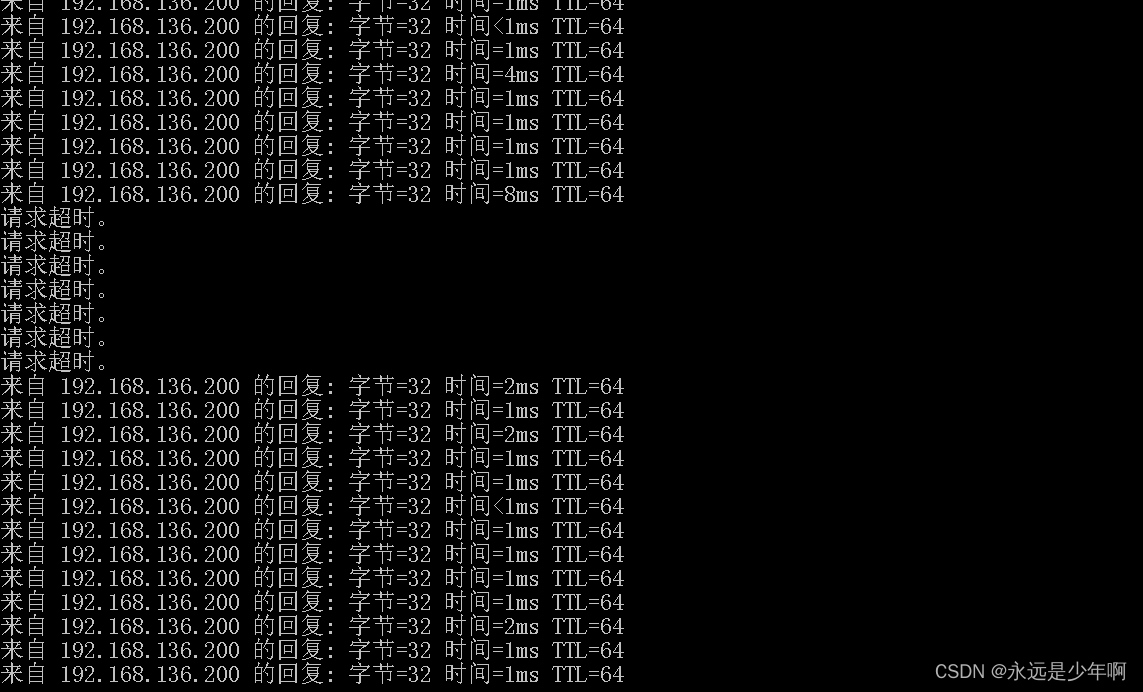 来自 192.168.136.200 的回复: 字节=32 时间=1ms TTL=64
来自 192.168.136.200 的回复: 字节=32 时间<1ms TTL=64
来自 192.168.136.200 的回复: 字节=32 时间=1ms TTL=64
来自 192.168.136.200 的回复: 字节=32 时间=4ms TTL=64
来自 192.168.136.200 的回复: 字节=32 时间=1ms TTL=64
来自 192.168.136.200 的回复: 字节=32 时间=1ms TTL=64
来自 192.168.136.200 的回复: 字节=32 时间=1ms TTL=64
来自 192.168.136.200 的回复: 字节=32 时间=1ms TTL=64
来自 192.168.136.200 的回复: 字节=32 时间=8ms TTL=64
请求超时。
请求超时。
请求超时。
请求超时。
请求超时。
请求超时。
请求超时。
来自 192.168.136.200 的回复: 字节=32 时间=2ms TTL=64
来自 192.168.136.200 的回复: 字节=32 时间=1ms TTL=64
来自 192.168.136.200 的回复: 字节=32 时间=2ms TTL=64
来自 192.168.136.200 的回复: 字节=32 时间=1ms TTL=64
来自 192.168.136.200 的回复: 字节=32 时间=1ms TTL=64
来自 192.168.136.200 的回复: 字节=32 时间<1ms TTL=64
来自 192.168.136.200 的回复: 字节=32 时间=1ms TTL=64
来自 192.168.136.200 的回复: 字节=32 时间=1ms TTL=64
来自 192.168.136.200 的回复: 字节=32 时间=1ms TTL=64
来自 192.168.136.200 的回复: 字节=32 时间=1ms TTL=64
来自 192.168.136.200 的回复: 字节=32 时间=2ms TTL=64
来自 192.168.136.200 的回复: 字节=32 时间=1ms TTL=64
来自 192.168.136.200 的回复: 字节=32 时间=1ms TTL=64
CSDN @永远是少年啊